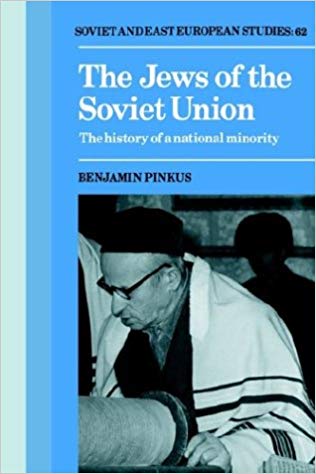 SOVIET AND EAST EUROPEAN STUDIES: 62
The Jews of the
Soviet Union
The history of a national minority
BENJAMIN PINKUS